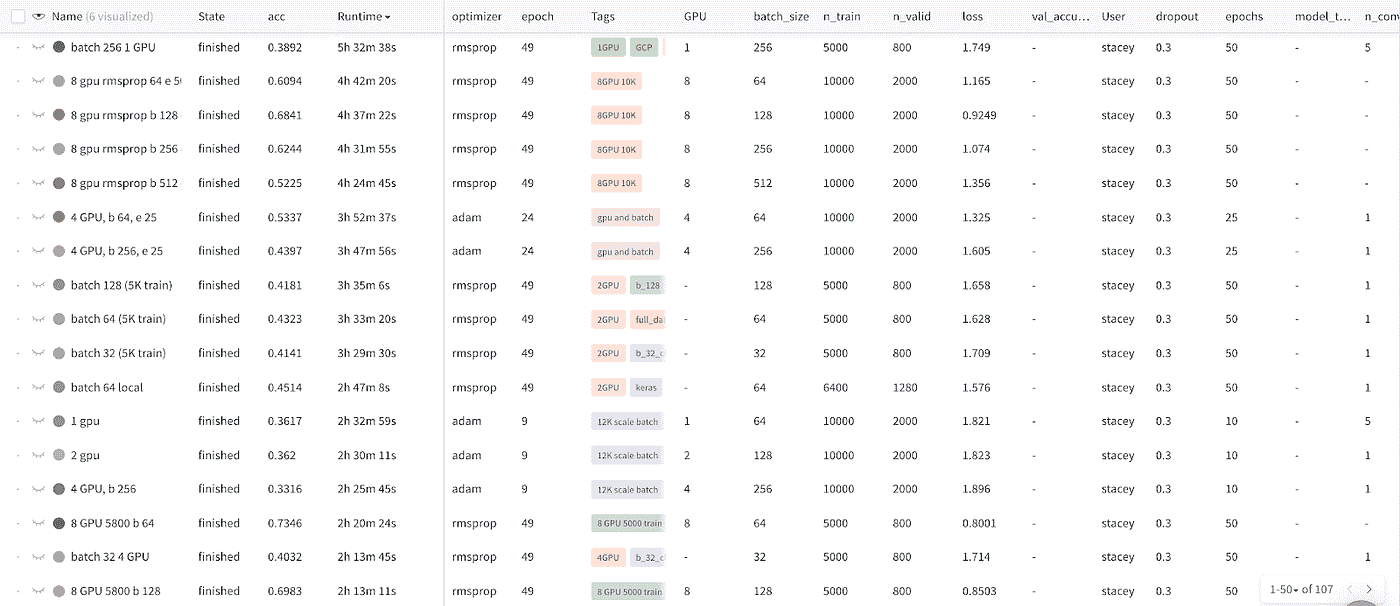 Name (6 visualized) State acc Runtime optimizer epoch Tags GPU batch_size n_train n_valid loss val_accu... User dropout epochs model_t... n_con
batch 256 1 GPU finished 0.3892 5h 32m 38s rmsprop 49 1GPU GCP 1 256 5000 800 1.749 - stacey 0.3 50 - 5
8 gpu rmsprop 64 e 5 finished 0.6094 4h 42m 20s rmsprop 49 8GPU 10K 8 64 10000 2000 1.165 - stacey 0.3 50 - -
8 gpu rmsprop b 128 finished 0.6841 4h 37m 22s rmsprop 49 8GPU 10K 8 128 10000 2000 0.9249 - stacey 0.3 50 - -
8 gpu rmsprop b 256 finished 0.6244 4h 31m 55s rmsprop 49 8GPU 10K 8 256 10000 2000 1.074 - stacey 0.3 50 - -
8 gpu rmsprop b 512 finished 0.5225 4h 24m 45s rmsprop 49 8GPU 10K 8 512 10000 2000 1.356 - stacey 0.3 50 - -
4 GPU, b 64, e 25 finished 0.5337 3h 52m 37s adam 24 gpu and batch 4 64 10000 2000 1.325 - stacey 0.3 25 - 1
4 GPU, b 256, e 25 finished 0.4397 3h 47m 56s adam 24 gpu and batch 4 256 10000 2000 1.605 - stacey 0.3 25 - 1
batch 128 (5K train) finished 0.4181 3h 35m 6s rmsprop 49 2GPU b_128 - 128 5000 800 1.658 - stacey 0.3 50 - 1
batch 64 (5K train) finished 0.4323 3h 33m 20s rmsprop 49 2GPU full_da - 64 5000 800 1.628 - stacey 0.3 50 - 1
batch 32 (5K train) finished 0.4141 3h 29m 30s rmsprop 49 2GPU b_32_c - 32 5000 800 1.709 - stacey 0.3 50 - 1
batch 64 local finished 0.4514 2h 47m 8s rmsprop 49 2GPU keras - 64 6400 1280 1.576 - stacey 0.3 50 - 1
1 gpu finished 0.3617 2h 32m 59s adam 9 12K scale batch 1 64 10000 2000 1.821 - stacey 0.3 10 - 5
2 gpu finished 0.362 2h 30m 11s adam 9 12K scale batch 2 128 10000 2000 1.823 - stacey 0.3 10 - 1
4 GPU, b 256 finished 0.3316 2h 25m 45s adam 9 12K scale batch 4 256 10000 2000 1.896 - stacey 0.3 10 - 1
8 GPU 5800 b 64 finished 0.7346 2h 20m 24s rmsprop 49 8 GPU 5000 train 8 64 5000 800 0.8001 - stacey 0.3 50 - -
batch 32 4 GPU finished 0.4032 2h 13m 45s rmsprop 49 4GPU b_32_c - 32 5000 800 1.714 - stacey 0.3 50 - 1
8 GPU 5800 b 128 finished 0.6983 2h 13m 11s rmsprop 49 8 GPU 5000 train 8 128 5000 800 0.8503 - stacey 0.3 50
1-50 of 107